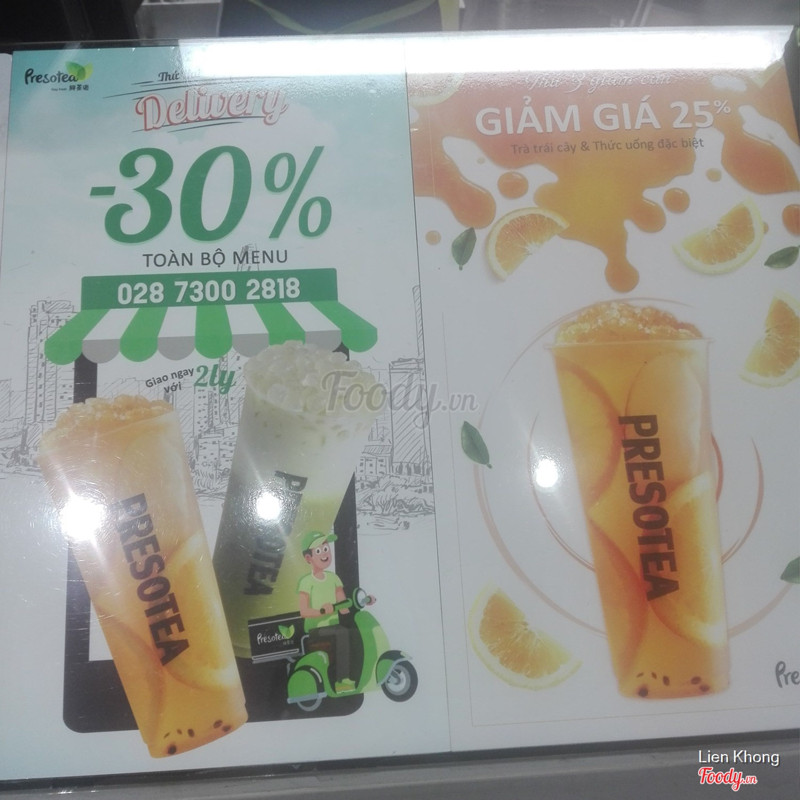 Presotea
Delivery
-30%
TOÀN BỘ MENU
028 7300 2818
Giao ngay
với 2ly
PRESOTEA
PRESOTEA
Presotea
GIẢM GIÁ 25%
Trà trái cây & Thức uống đặc biệt
PRESOTEA
Foody.vn
Lien Khong
Foody.vn